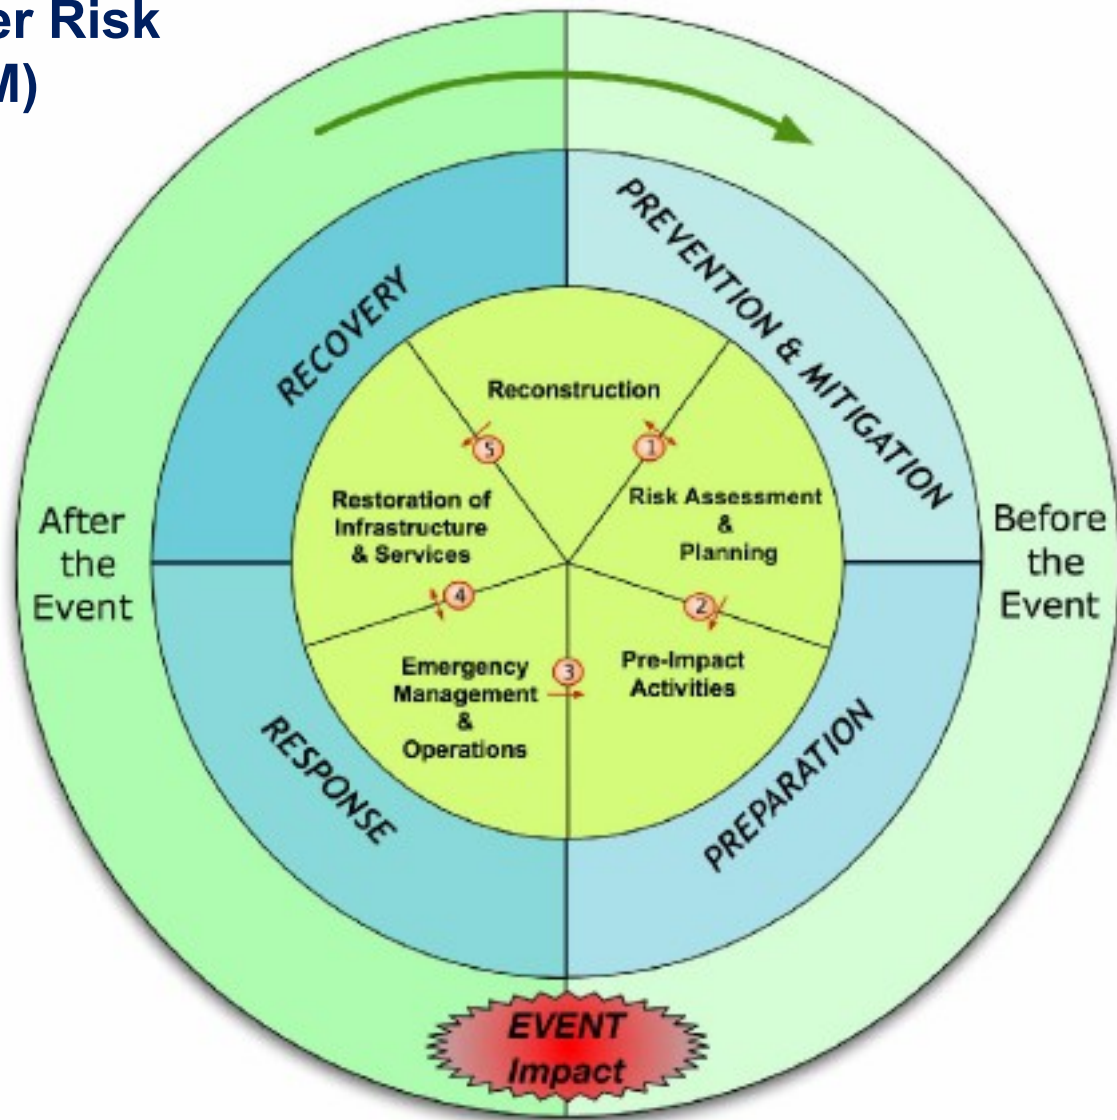 er Risk
M)
PREVENTION & MITIGATION
RECOVERY
Reconstruction
5
1
Restoration of
Infrastructure
& Services
Risk Assessment
&
Planning
After
the
Event
Before
the
Event
4
2
3
Emergency
Management
&
Operations
Pre-Impact
Activities
RESPONSE
PREPARATION
EVENT
Impact